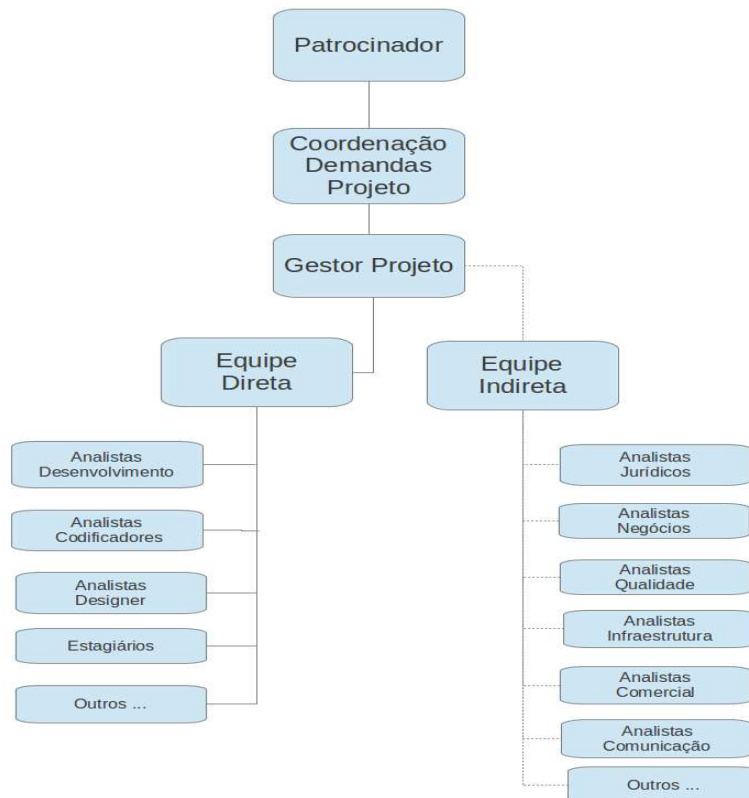 Patrocinador
Coordenação
Demandas
Projeto
Gestor Projeto
Equipe
Direta
Equipe
Indireta
Analistas
Desenvolvimento
Analistas
Codificadores
Analistas
Designer
Estagiários
Outros ...
Analistas
Jurídicos
Analistas
Negócios
Analistas
Qualidade
Analistas
Infraestrutura
Analistas
Comercial
Analistas
Comunicação
Outros ...